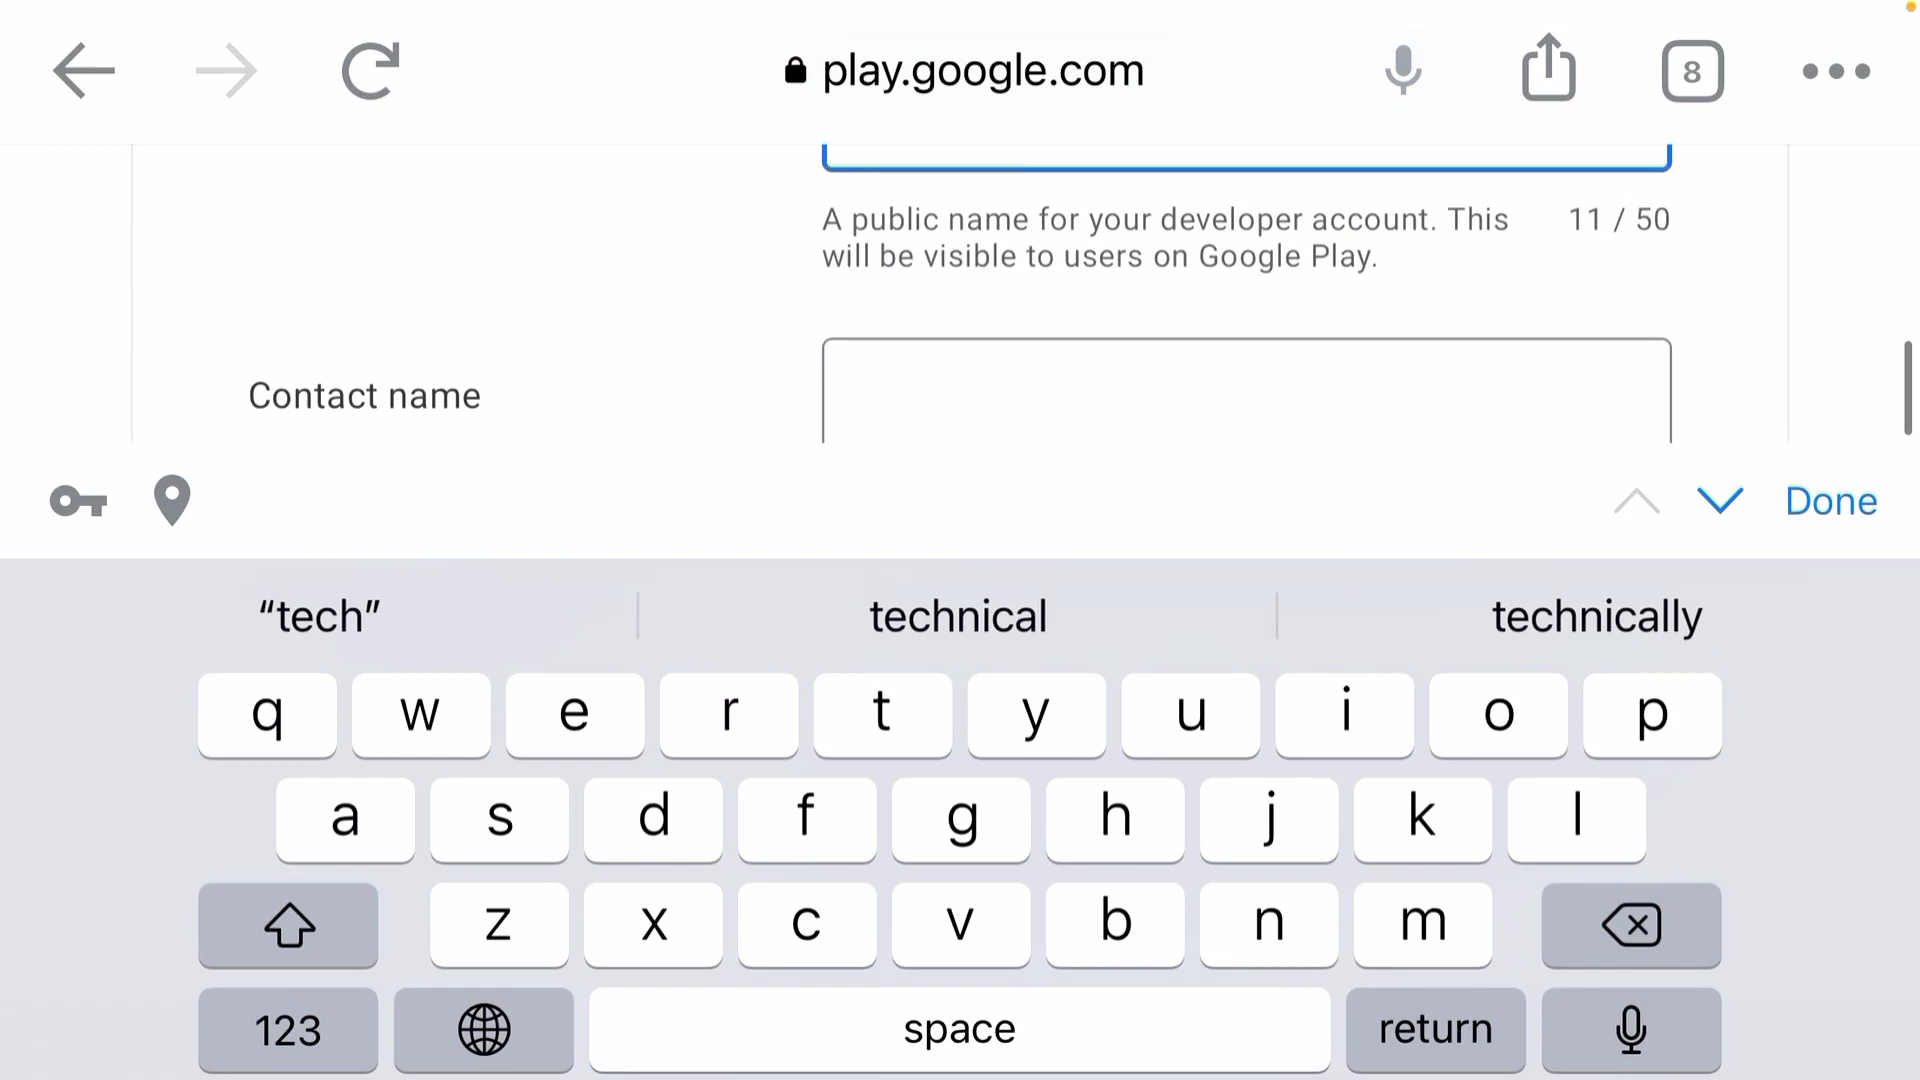 play.google.com
8
A public name for your developer account. This 11 / 50
will be visible to users on Google Play.
Contact name
Done
“tech” technical technically
q w e r t y u i o p
a s d f g h j k l
z x c v b n m
123 space return